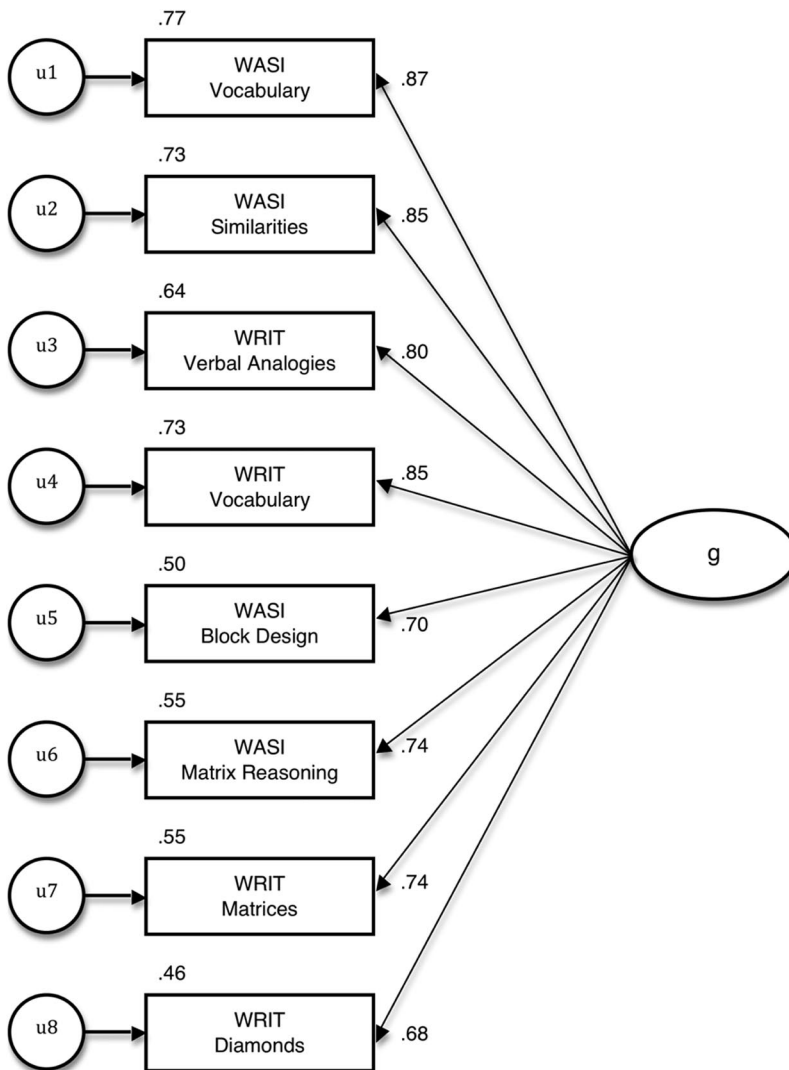 .77
u1
WASI
Vocabulary
.87
.73
u2
WASI
Similarities
.85
.64
u3
WRIT
Verbal Analogies
.80
.73
u4
WRIT
Vocabulary
.85
.50
u5
WASI
Block Design
.70
g
.55
u6
WASI
Matrix Reasoning
.74
.55
u7
WRIT
Matrices
.74
.46
u8
WRIT
Diamonds
.68